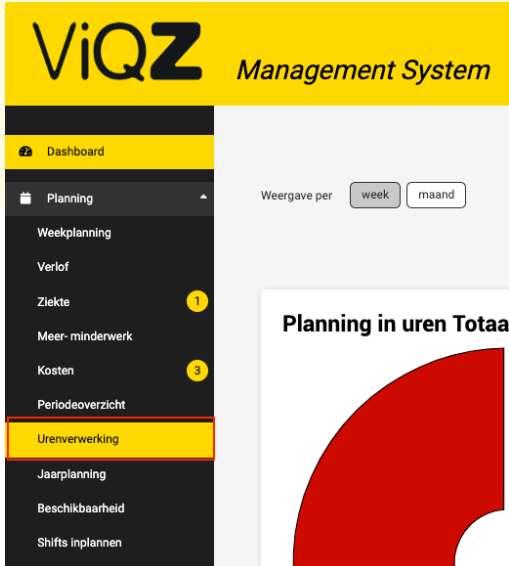 ViQZ Management System
Dashboard
Planning
Weekplanning
Verlof
Ziekte 1
Meer- minderwerk
Kosten 3
Periodeoverzicht
Urenverwerking
Jaarplanning
Beschikbaarheid
Shifts inplannen
Weergave per week maand
Planning in uren Totaa